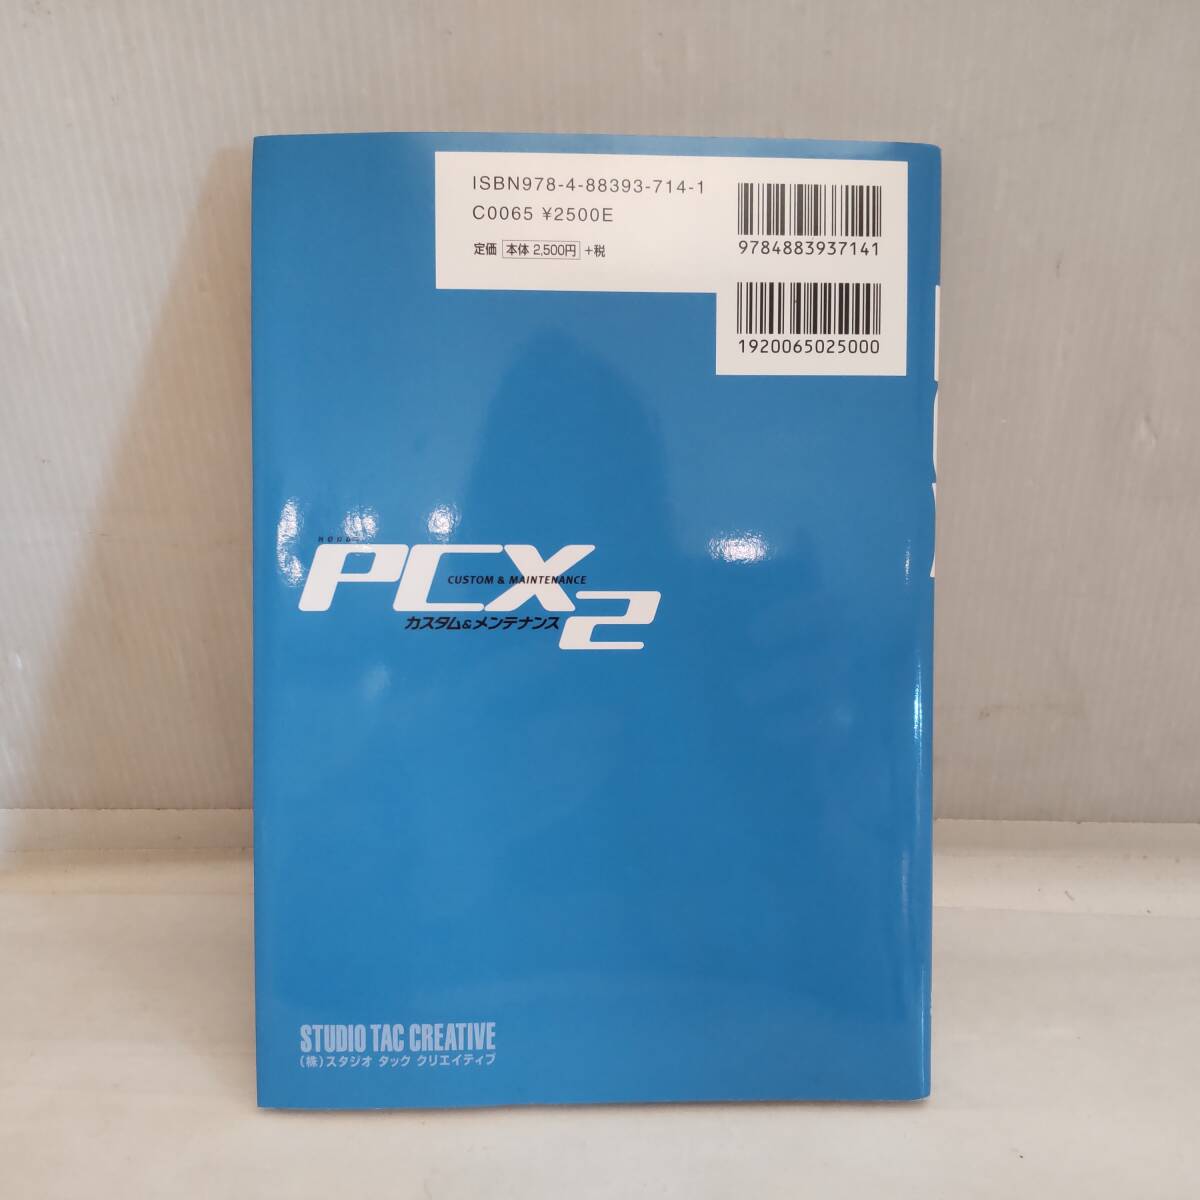 ISBN978-4-88393-714-1
C0065 ¥2500E
定価 本体 2,500円 +税
9784883937141
1920065025000
HONDA
PCX2
CUSTOM & MAINTENANCE
カスタム&メンテナンス
STUDIO TAC CREATIVE
(株)スタジオ タック クリエイティブ